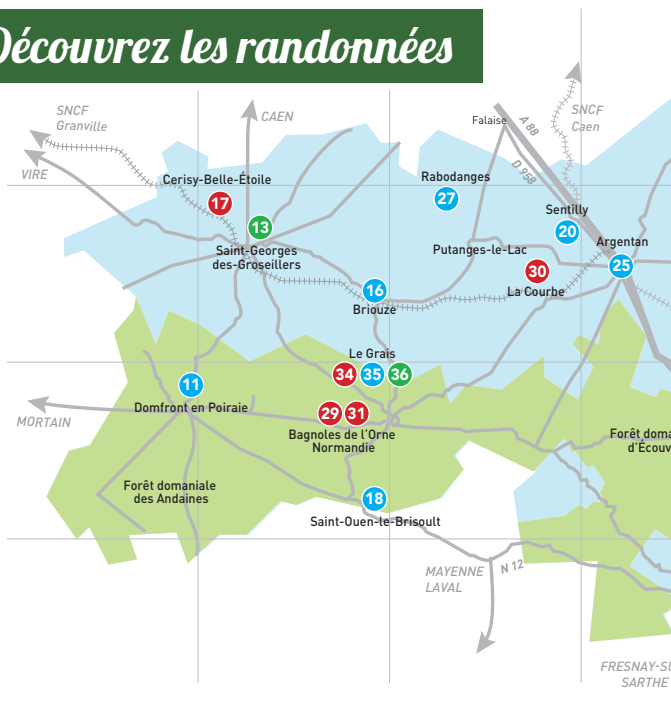 Découvrez les randonnées
SNCF
Granville
CAEN
Falaise
A 88
SNCF
Caen
VIRE
D 958
Cerisy-Belle-Étoile
17
Rabodanges
27
13
Sentilly
20
Saint-Georges
des-Groseillers
Putanges-le-Lac
Argentan
25
30
La Courbe
16
Briouze
Le Grais
34
35
36
11
Domfront en Poiraie
29
31
MORTAIN
Bagnoles de l'Orne
Normandie
Forêt doma
d'Écouv
Forêt domaniale
des Andaines
18
Saint-Ouen-le-Brisoult
MAYENNE
LAVAL
N 12
FRESNAY-SU
SARTHE